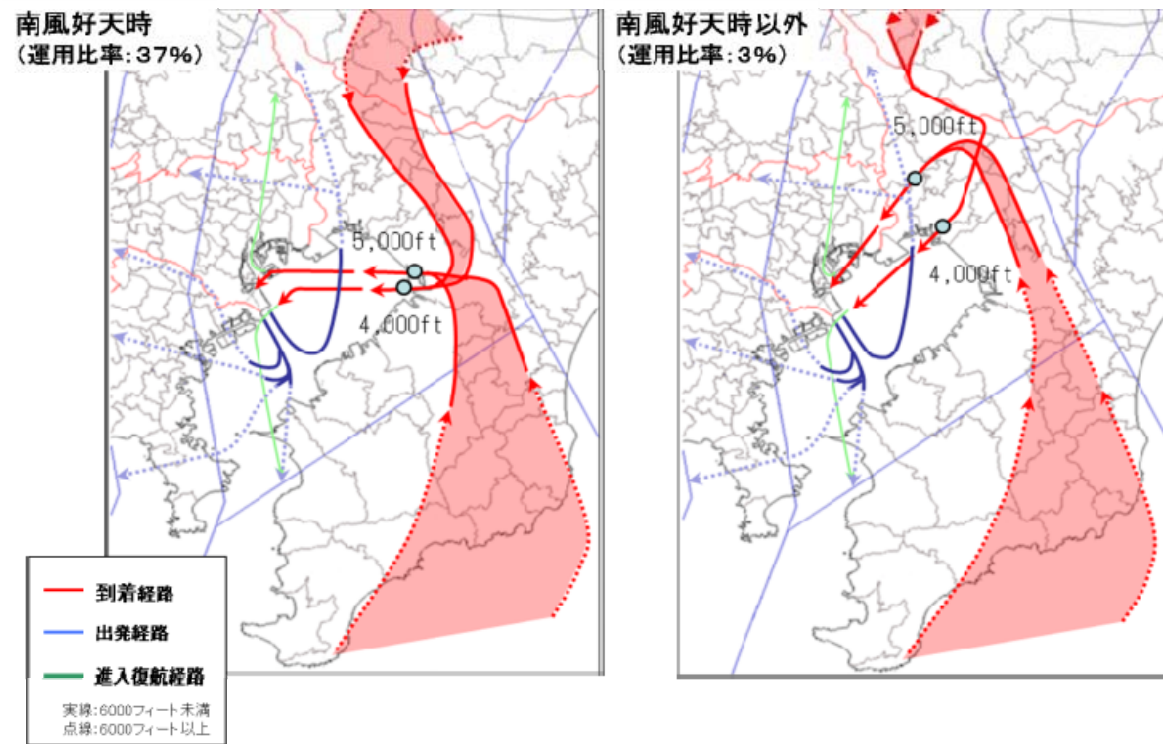 南風好天時
(運用比率:37%)
5,000ft
4,000ft
南風好天時以外
(運用比率:3%)
5,000ft
4,000ft
到着経路
出発経路
進入復航経路
実線:6000フィート未満
点線:6000フィート以上